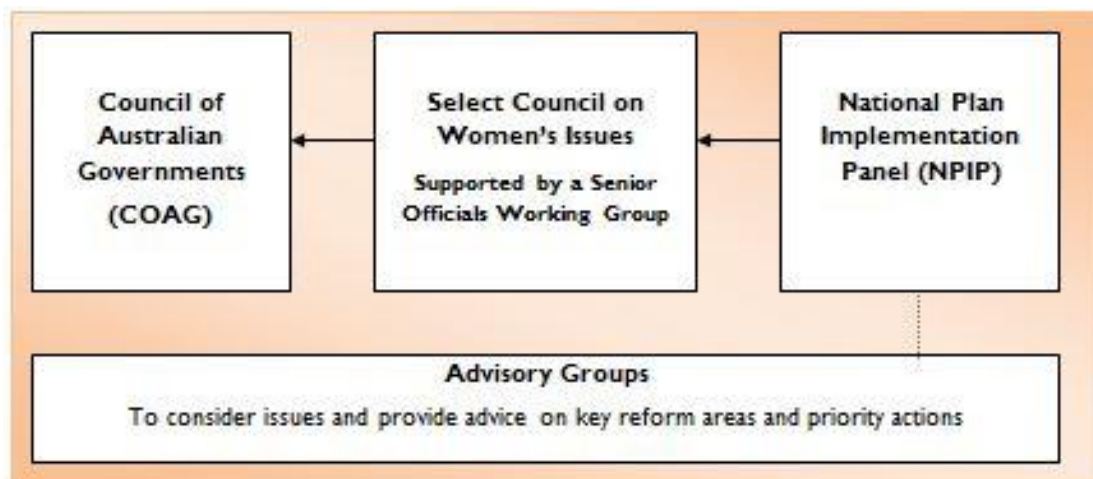 Council of
Australian
Governments
(COAG)
Select Council on
Women's Issues
Supported by a Senior
Officials Working Group
National Plan
Implementation
Panel (NPIP)
Advisory Groups
To consider issues and provide advice on key reform areas and priority actions